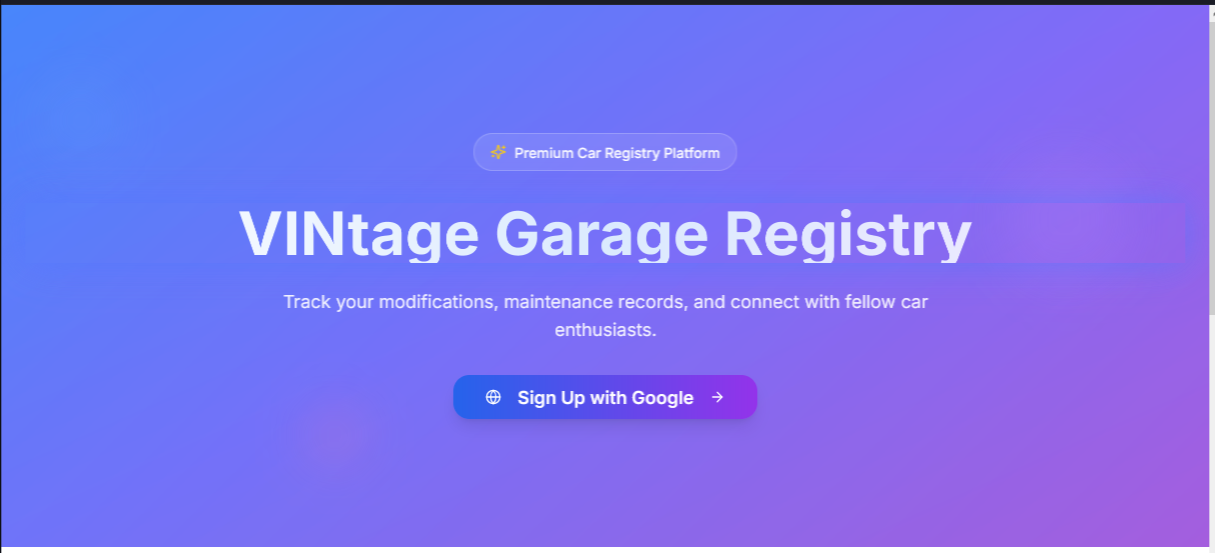 Premium Car Registry Platform
VINtage Garage Registry
Track your modifications, maintenance records, and connect with fellow car
enthusiasts.
Sign Up with Google